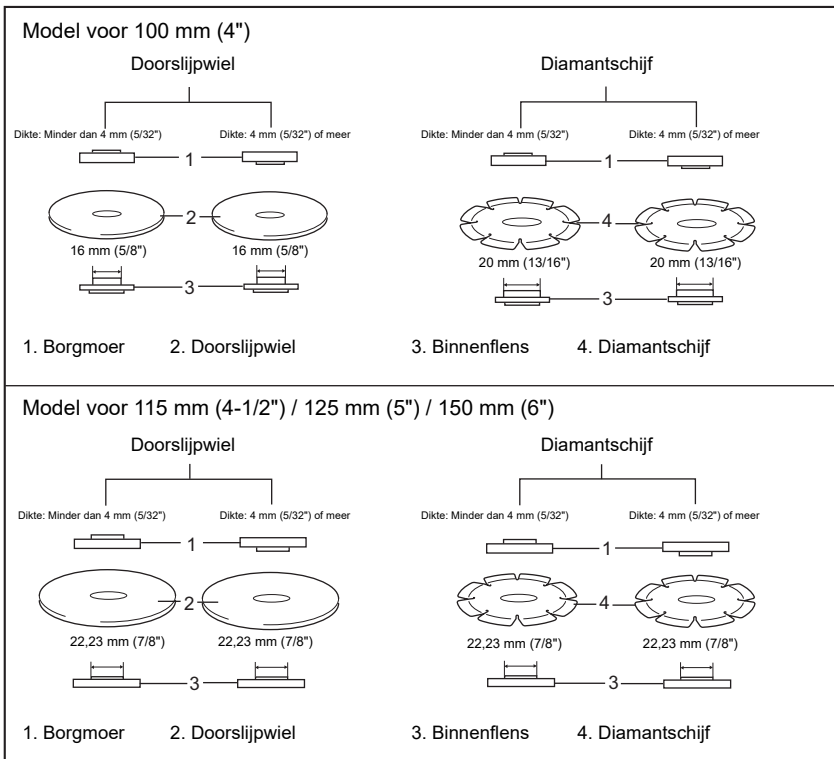 Model voor 100 mm (4")
Doorslijpwiel Diamantschijf
Dikte: Minder dan 4 mm (5/32") Dikte: 4 mm (5/32") of meer Dikte: Minder dan 4 mm (5/32") Dikte: 4 mm (5/32") of meer
1 1
2 4
16 mm (5/8") 16 mm (5/8") 20 mm (13/16") 20 mm (13/16")
3 3
1. Borgmoer 2. Doorslijpwiel 3. Binnenflens 4. Diamantschijf
Model voor 115 mm (4-1/2") / 125 mm (5") / 150 mm (6")
Doorslijpwiel Diamantschijf
Dikte: Minder dan 4 mm (5/32") Dikte: 4 mm (5/32") of meer Dikte: Minder dan 4 mm (5/32") Dikte: 4 mm (5/32") of meer
1 1
2 4
22,23 mm (7/8") 22,23 mm (7/8") 22,23 mm (7/8") 22,23 mm (7/8")
3 3
1. Borgmoer 2. Doorslijpwiel 3. Binnenflens 4. Diamantschijf